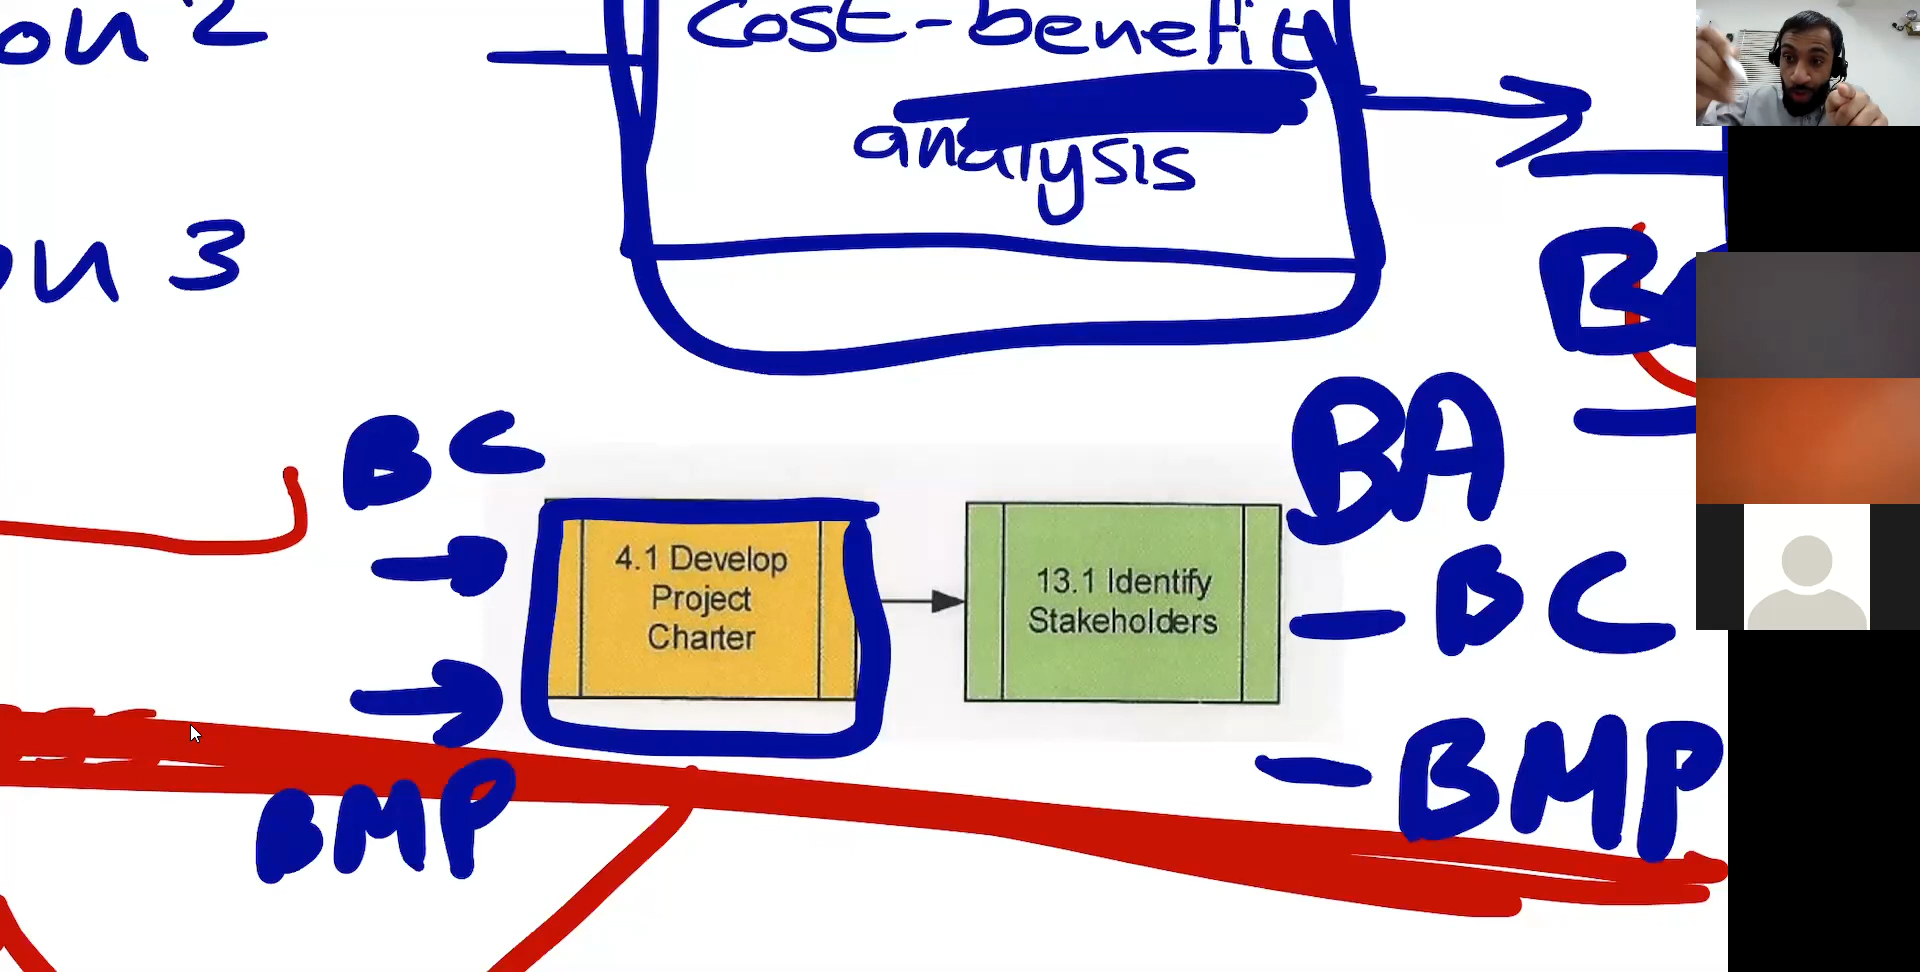 on 2
cost-benefit
analysis
on 3
BC
BA
4.1 Develop
Project
Charter
13.1 Identify
Stakeholders
- BC
BMP
- BMP